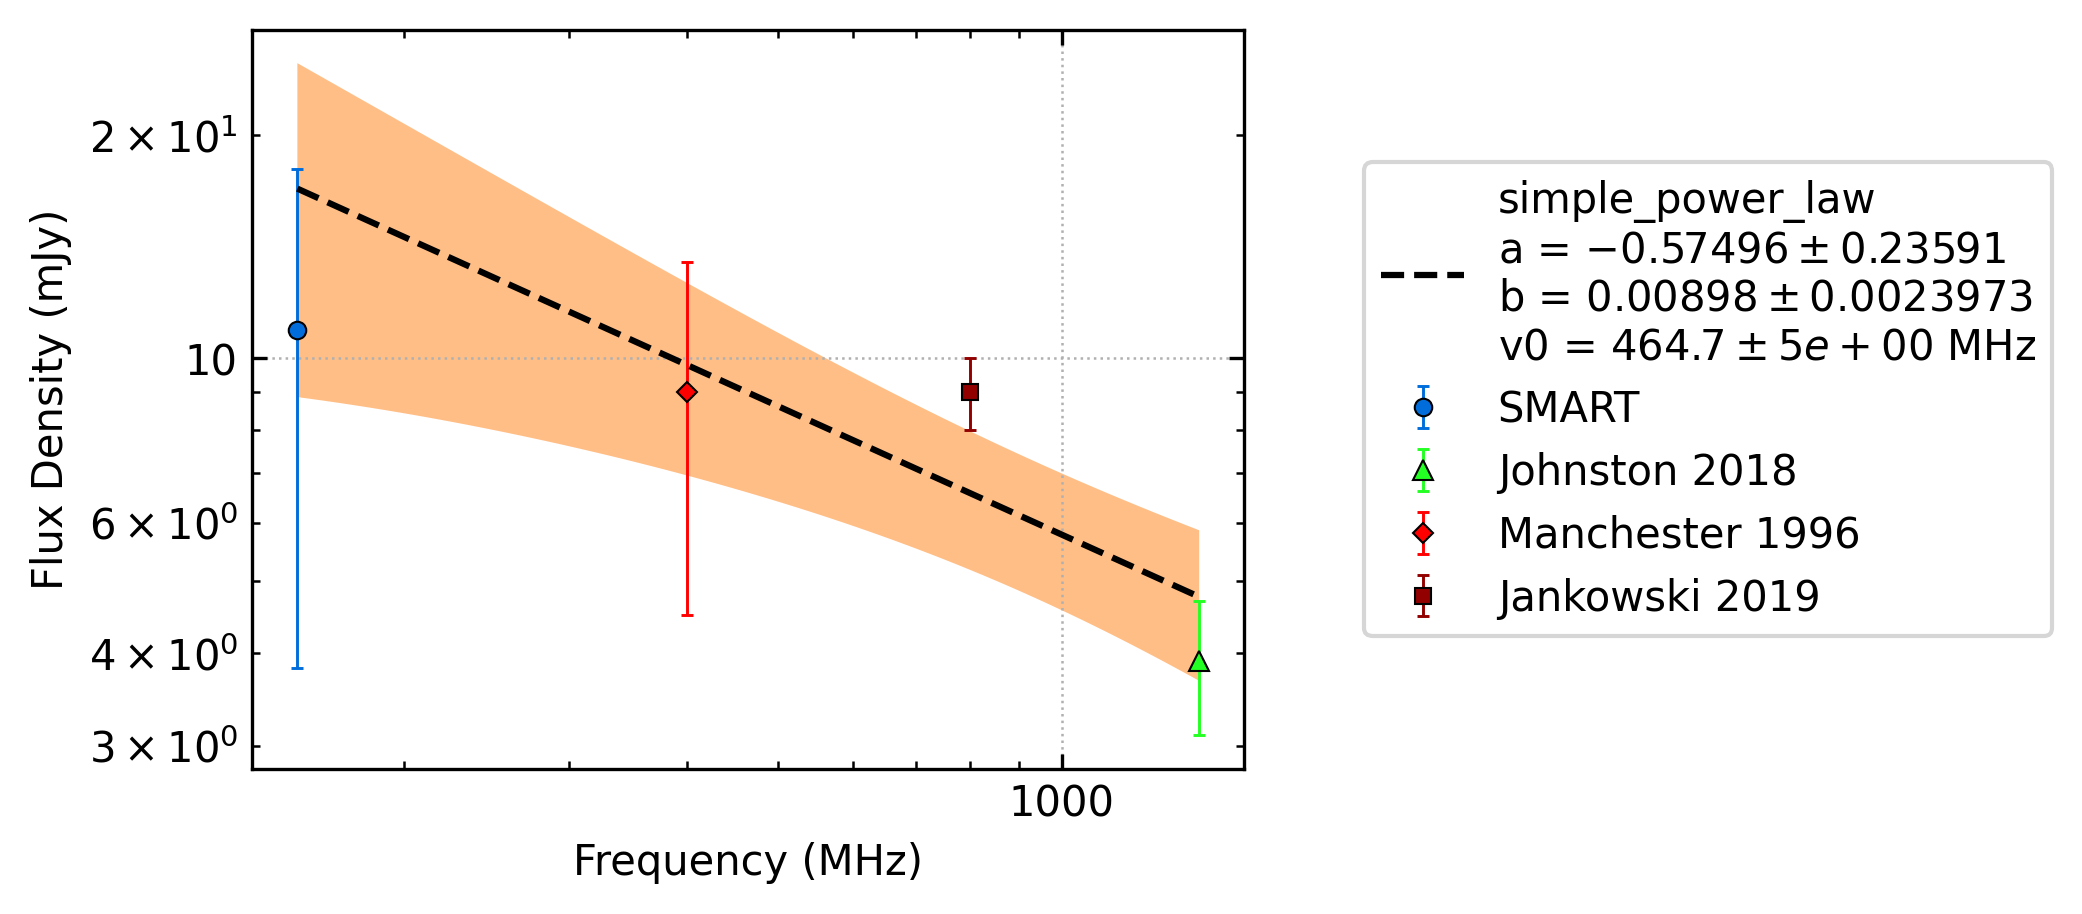 Flux Density (mJy)
2 × 10¹
10
6 × 10⁰
4 × 10⁰
3 × 10⁰
1000
Frequency (MHz)
simple_power_law
a = −0.57496 ± 0.23591
b = 0.00898 ± 0.0023973
v0 = 464.7 ± 5e + 00 MHz
SMART
Johnston 2018
Manchester 1996
Jankowski 2019